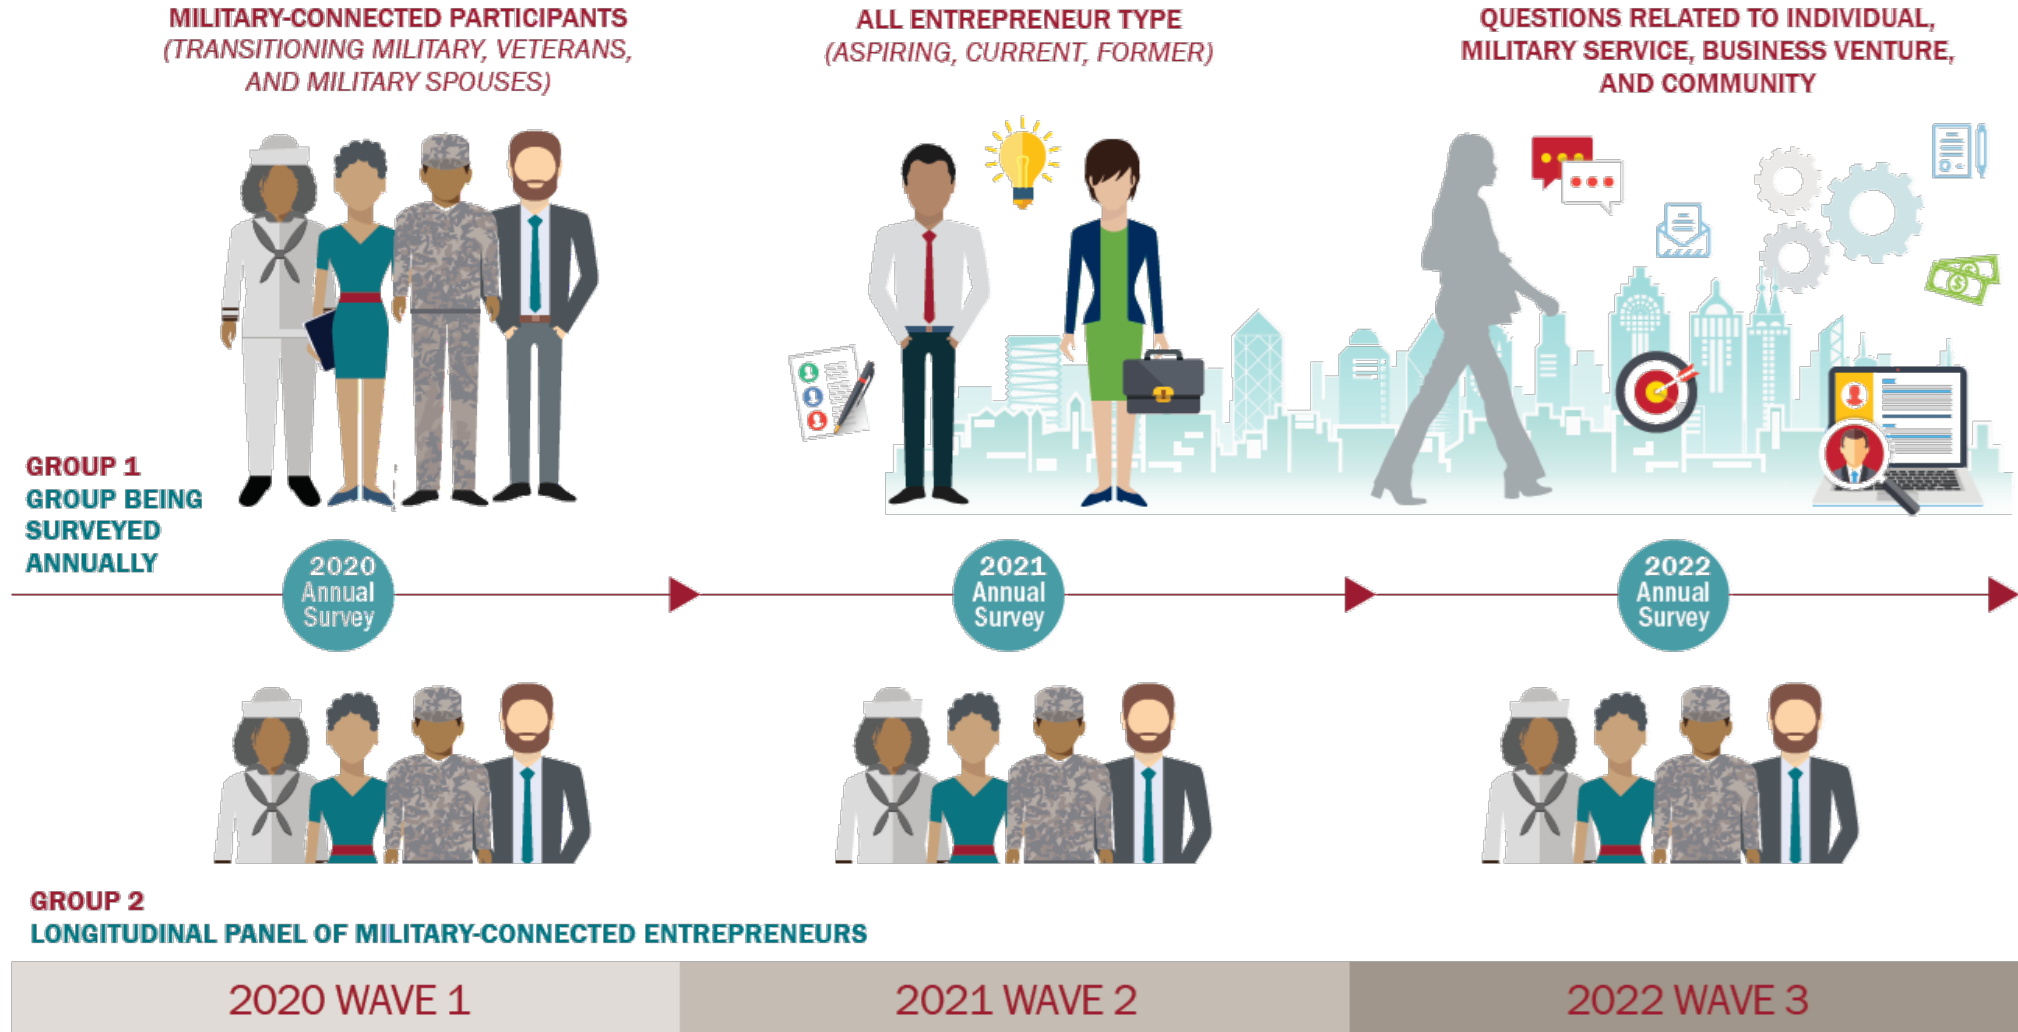 MILITARY-CONNECTED PARTICIPANTS
(TRANSITIONING MILITARY, VETERANS,
AND MILITARY SPOUSES)
ALL ENTREPRENEUR TYPE
(ASPIRING, CURRENT, FORMER)
QUESTIONS RELATED TO INDIVIDUAL,
MILITARY SERVICE, BUSINESS VENTURE,
AND COMMUNITY
GROUP 1
GROUP BEING
SURVEYED
ANNUALLY
2020
Annual
Survey
2021
Annual
Survey
2022
Annual
Survey
GROUP 2
LONGITUDINAL PANEL OF MILITARY-CONNECTED ENTREPRENEURS
2020 WAVE 1
2021 WAVE 2
2022 WAVE 3